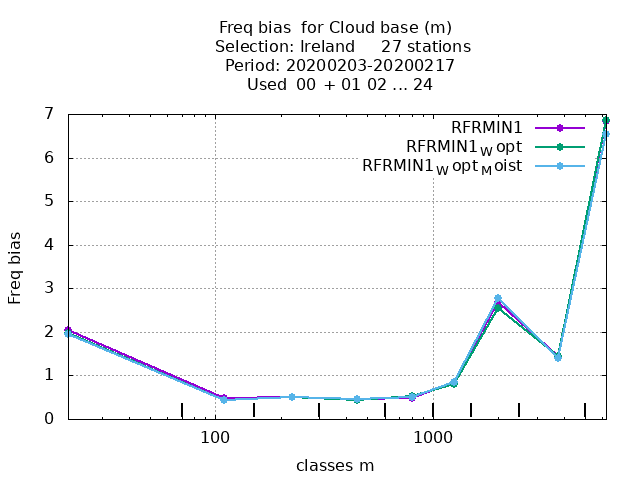 Freq bias  for Cloud base (m)
Selection: Ireland     27 stations
Period: 20200203-20200217
Used  00 + 01 02 ... 24
RFRMIN1
RFRMIN1_W opt
RFRMIN1_W opt_M oist
7
6
5
4
3
2
1
0
Freq bias
100
1000
classes m